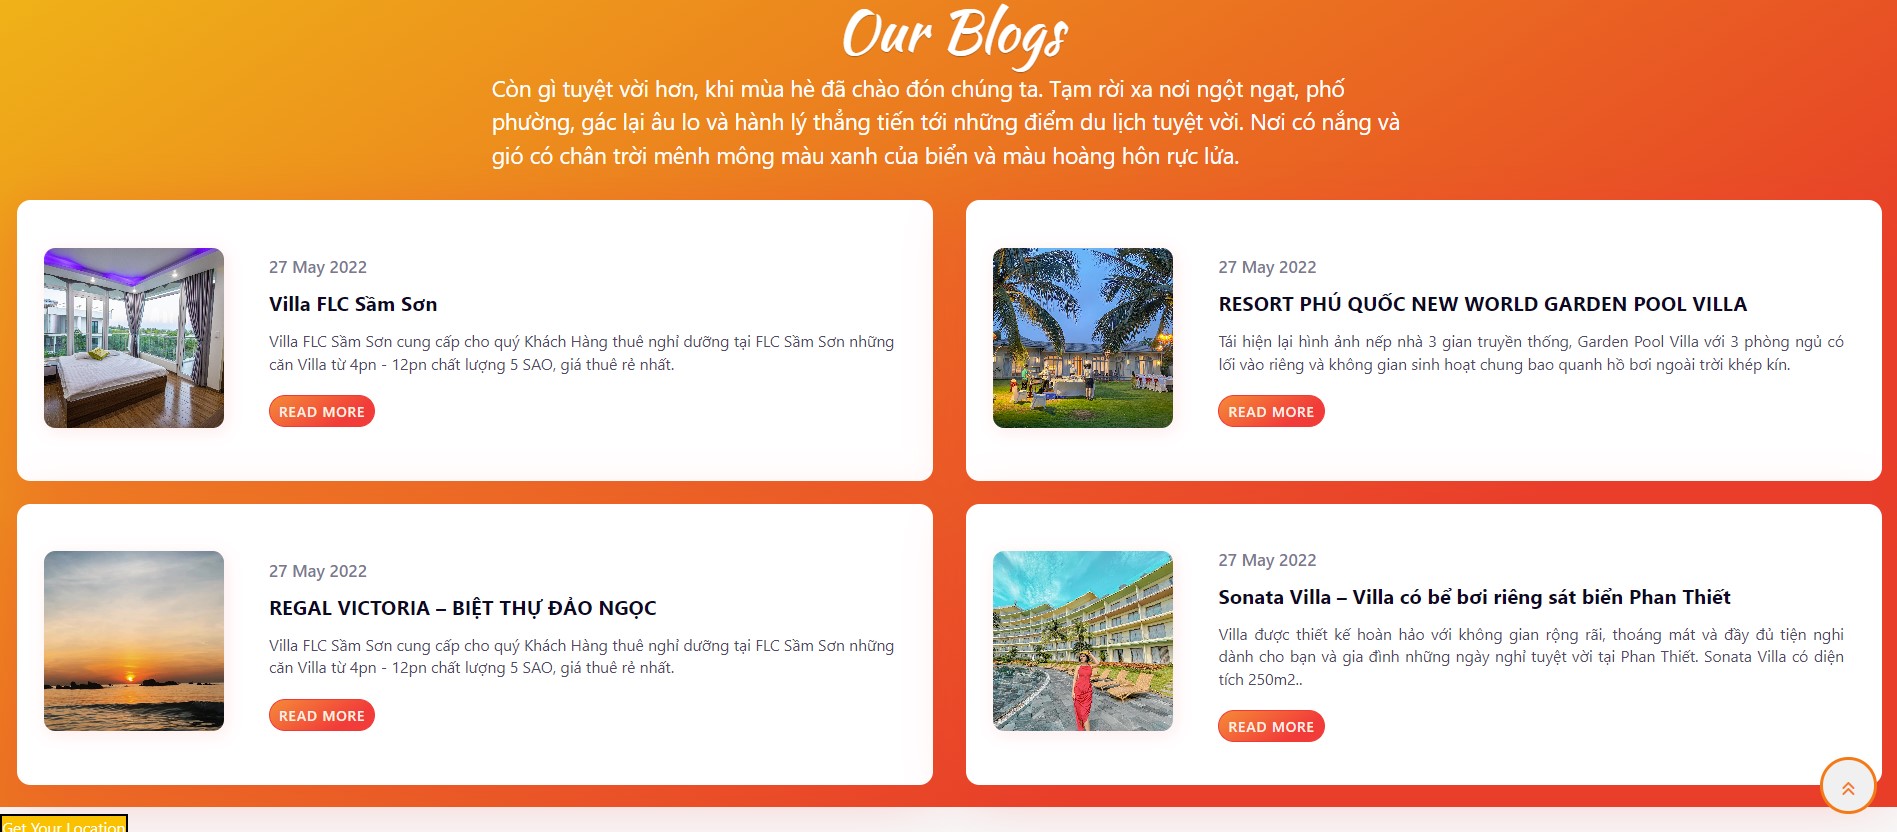 Our Blogs
Còn gì tuyệt vời hơn, khi mùa hè đã chào đón chúng ta. Tạm rời xa nơi ngột ngạt, phố
phường, gác lại âu lo và hành lý thẳng tiến tới những điểm du lịch tuyệt vời. Nơi có nắng và
gió có chân trời mênh mông màu xanh của biển và màu hoàng hôn rực lửa.
27 May 2022
Villa FLC Sầm Sơn
Villa FLC Sầm Sơn cung cấp cho quý Khách Hàng thuê nghỉ dưỡng tại FLC Sầm Sơn những
căn Villa từ 4pn - 12pn chất lượng 5 SAO, giá thuê rẻ nhất.
READ MORE
27 May 2022
RESORT PHÚ QUỐC NEW WORLD GARDEN POOL VILLA
Tái hiện lại hình ảnh nếp nhà 3 gian truyền thống, Garden Pool Villa với 3 phòng ngủ có
lối vào riêng và không gian sinh hoạt chung bao quanh hồ bơi ngoài trời khép kín.
READ MORE
27 May 2022
REGAL VICTORIA – BIỆT THỰ ĐẢO NGỌC
Villa FLC Sầm Sơn cung cấp cho quý Khách Hàng thuê nghỉ dưỡng tại FLC Sầm Sơn những
căn Villa từ 4pn - 12pn chất lượng 5 SAO, giá thuê rẻ nhất.
READ MORE
27 May 2022
Sonata Villa – Villa có bể bơi riêng sát biển Phan Thiết
Villa được thiết kế hoàn hảo với không gian rộng rãi, thoáng mát và đầy đủ tiện nghi
dành cho bạn và gia đình những ngày nghỉ tuyệt vời tại Phan Thiết. Sonata Villa có diện
tích 250m2..
READ MORE
Get Your Location